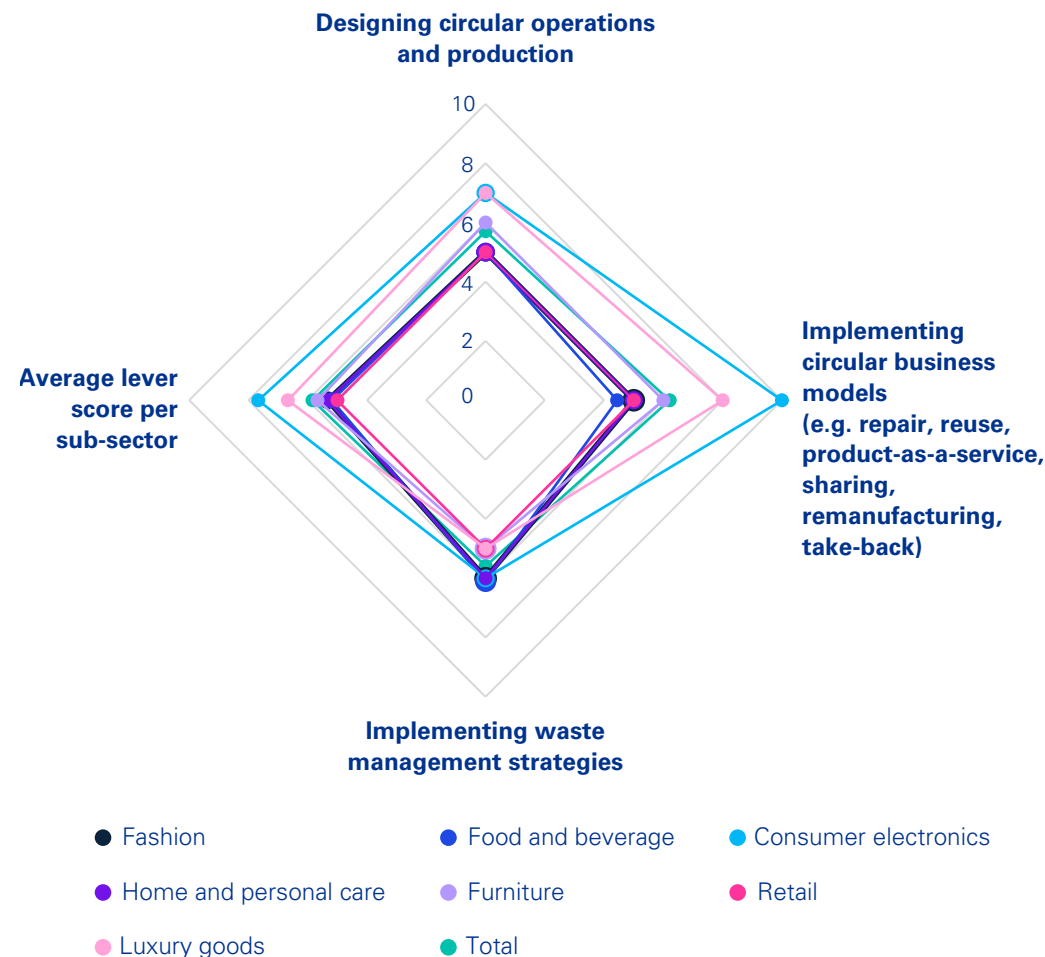 Designing circular operations
and production
10
8
6
4
2
0
Implementing
circular business
models
(e.g. repair, reuse,
product-as-a-service,
sharing,
remanufacturing,
take-back)
Average lever
score per
sub-sector
Implementing waste
management strategies
Fashion
Food and beverage
Consumer electronics
Home and personal care
Furniture
Retail
Luxury goods
Total